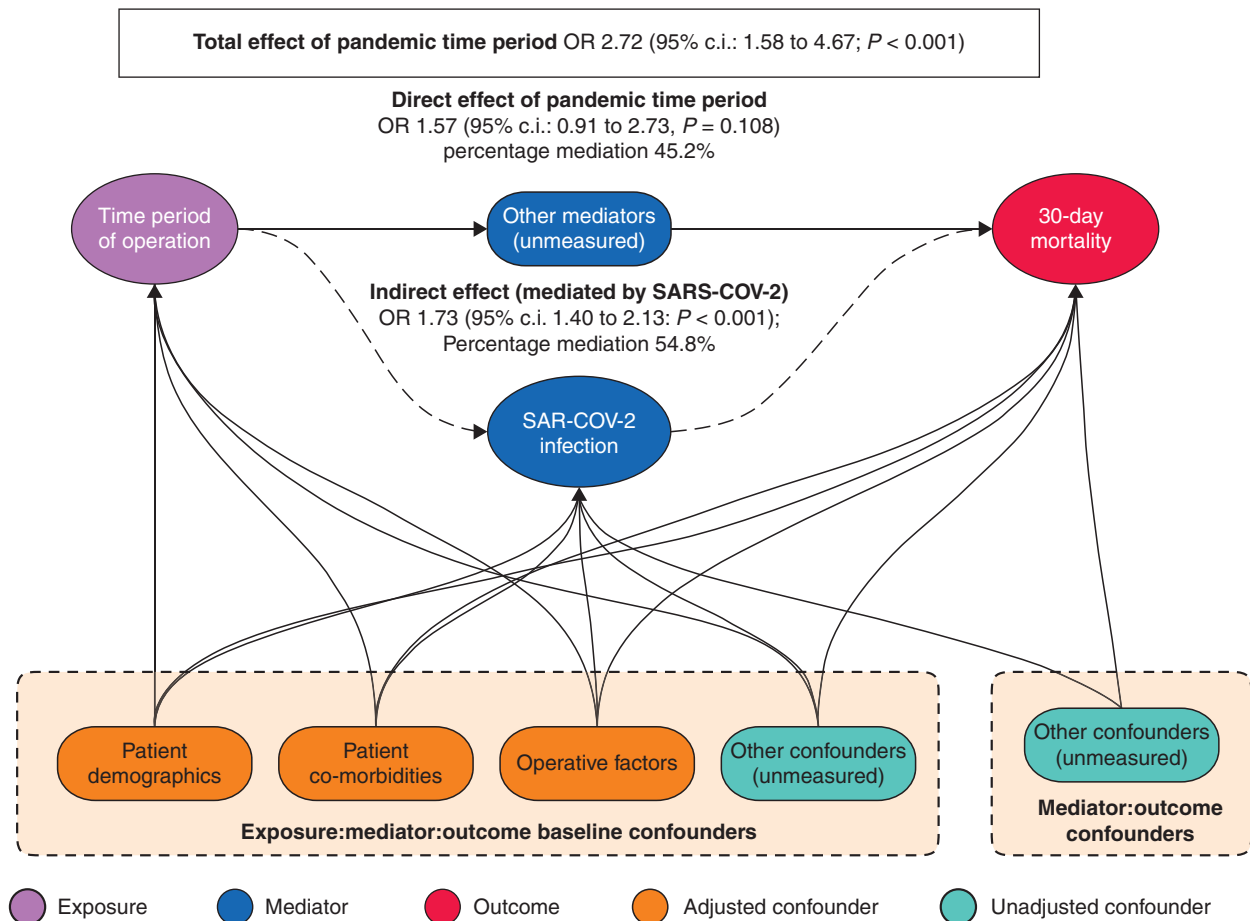 Total effect of pandemic time period OR 2.72 (95% c.i.: 1.58 to 4.67; P < 0.001)
Direct effect of pandemic time period
OR 1.57 (95% c.i.: 0.91 to 2.73, P = 0.108)
percentage mediation 45.2%
Time period
of operation
Other mediators
(unmeasured)
30-day
mortality
Indirect effect (mediated by SARS-COV-2)
OR 1.73 (95% c.i. 1.40 to 2.13: P < 0.001);
Percentage mediation 54.8%
SAR-COV-2
infection
Patient
demographics
Patient
co-morbidities
Operative factors
Other confounders
(unmeasured)
Other confounders
(unmeasured)
Exposure:mediator:outcome baseline confounders
Mediator:outcome
confounders
Exposure
Mediator
Outcome
Adjusted confounder
Unadjusted confounder